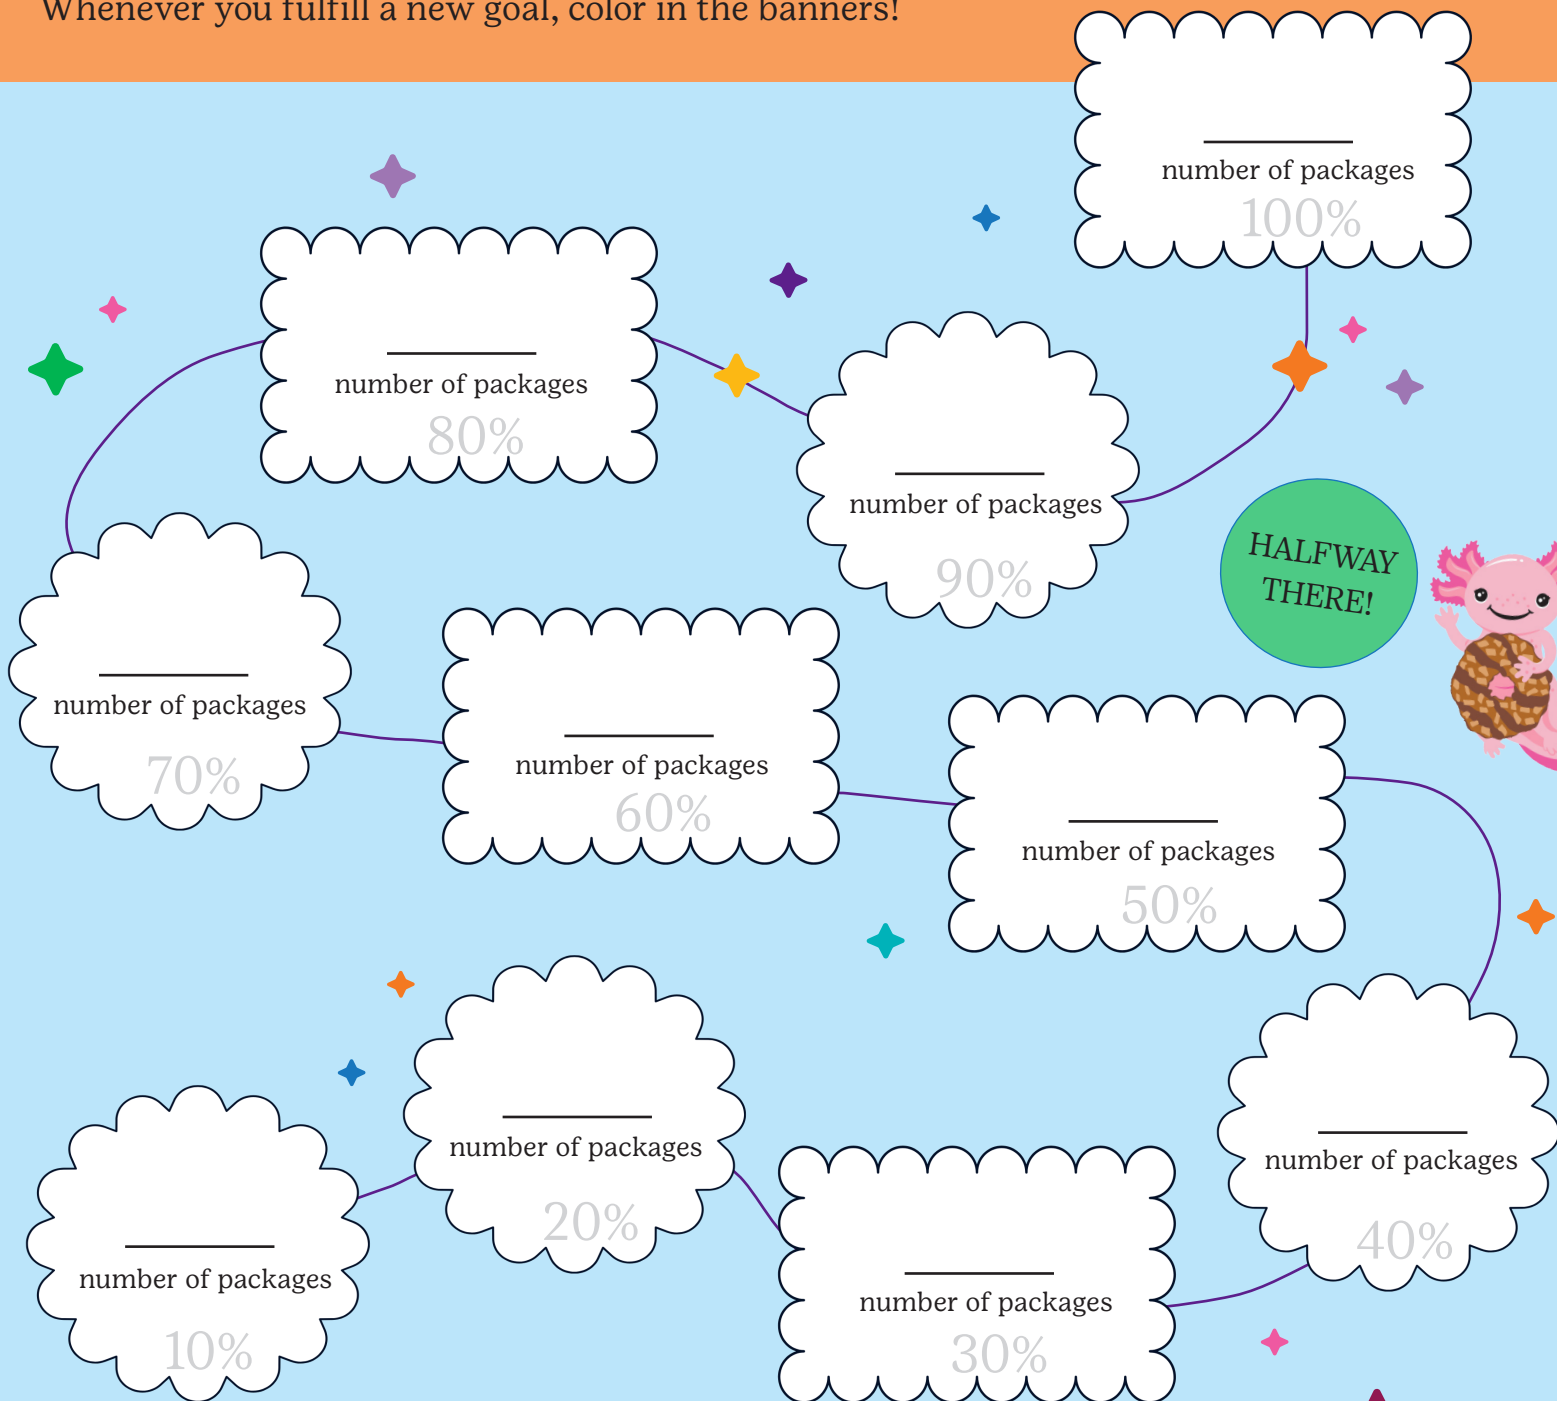 Whenever you fulfill a new goal, color in the banners!
number of packages
100%
number of packages
80%
number of packages
90%
HALFWAY
THERE!
number of packages
70%
number of packages
60%
number of packages
50%
number of packages
20%
number of packages
40%
number of packages
10%
number of packages
30%